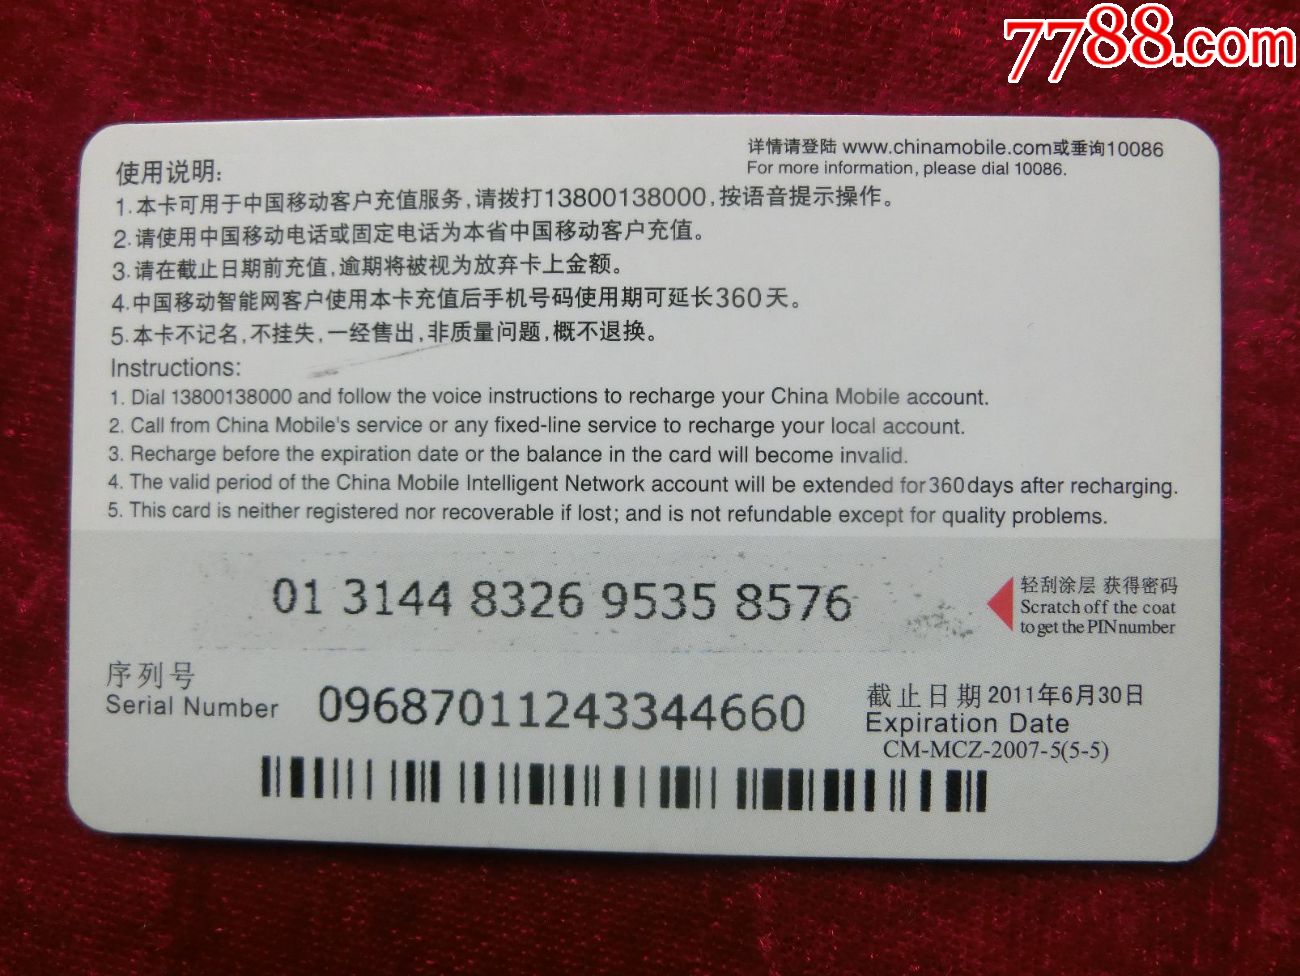 7788.com
详情请登陆 www.chinamobile.com或垂询10086
For more information, please dial 10086.
使用说明:
1.本卡可用于中国移动客户充值服务,请拨打13800138000,按语音提示操作。
2.请使用中国移动电话或固定电话为本省中国移动客户充值。
3.请在截止日期前充值,逾期将被视为放弃卡上金额。
4.中国移动智能网客户使用本卡充值后手机号码使用期可延长360天。
5.本卡不记名,不挂失,一经售出,非质量问题,概不退换。
Instructions:
1. Dial 13800138000 and follow the voice instructions to recharge your China Mobile account.
2. Call from China Mobile's service or any fixed-line service to recharge your local account.
3. Recharge before the expiration date or the balance in the card will become invalid.
4. The valid period of the China Mobile Intelligent Network account will be extended for 360 days after recharging.
5. This card is neither registered nor recoverable if lost; and is not refundable except for quality problems.
01 3144 8326 9535 8576
轻刮涂层 获得密码
Scratch off the coat
to get the PIN number
序列号
Serial Number
09687011243344660
截止日期 2011年6月30日
Expiration Date
CM-MCZ-2007-5(5-5)